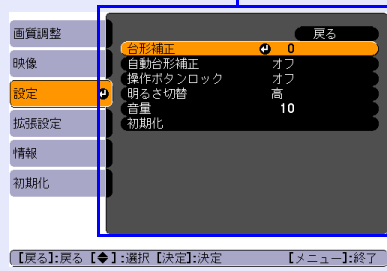 画質調整
映像
設定
拡張設定
情報
初期化
戻る
台形補正 0
自動台形補正 オフ
操作ボタンロック オフ
明るさ切替 高
音量 10
初期化
【戻る】:戻る 【◆】:選択 【決定】:決定 【メニュー】:終了